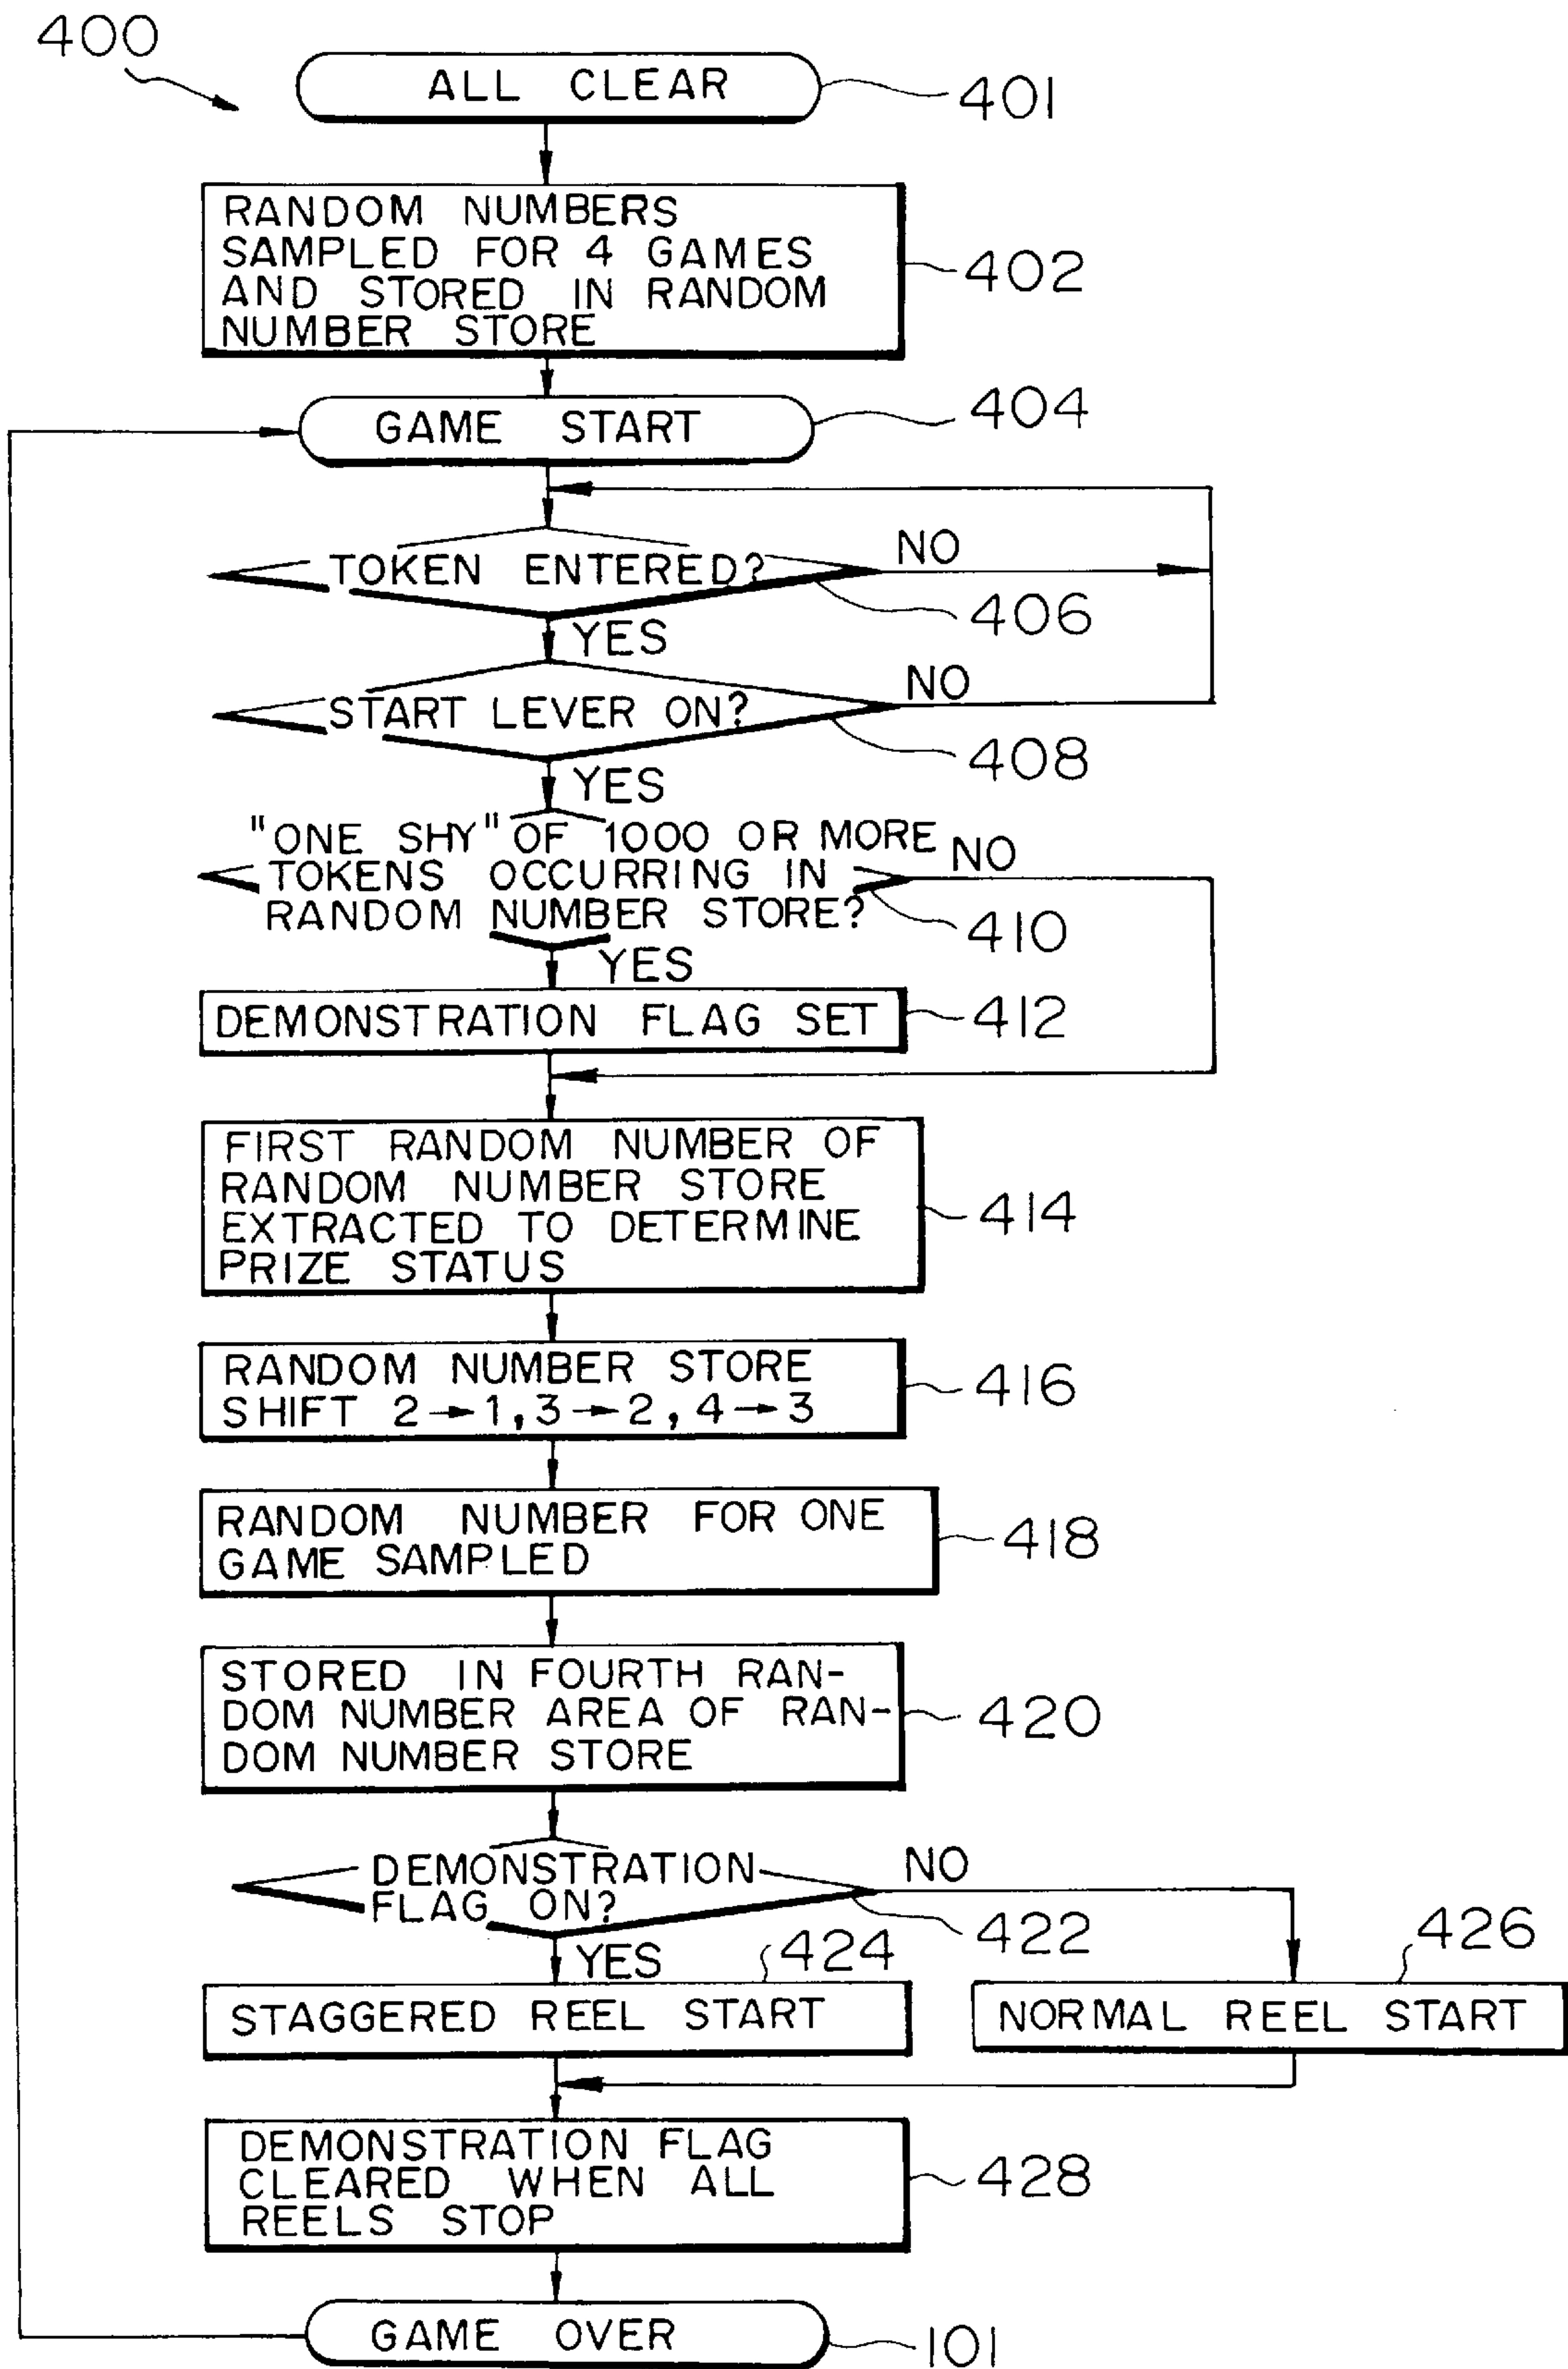 400
ALL CLEAR
401
RANDOM NUMBERS
SAMPLED FOR 4 GAMES
AND STORED IN RANDOM
NUMBER STORE
402
GAME START
404
TOKEN ENTERED?
NO
406
YES
START LEVER ON?
NO
408
YES
"ONE SHY" OF 1000 OR MORE
TOKENS OCCURRING IN
RANDOM NUMBER STORE?
NO
410
YES
DEMONSTRATION FLAG SET
412
FIRST RANDOM NUMBER OF
RANDOM NUMBER STORE
EXTRACTED TO DETERMINE
PRIZE STATUS
414
RANDOM NUMBER STORE
SHIFT 2→1,3→2,4→3
416
RANDOM NUMBER FOR ONE
GAME SAMPLED
418
STORED IN FOURTH RAN-
DOM NUMBER AREA OF RAN-
DOM NUMBER STORE
420
DEMONSTRATION
FLAG ON?
NO
422
YES
424
426
STAGGERED REEL START
NORMAL REEL START
DEMONSTRATION FLAG
CLEARED WHEN ALL
REELS STOP
428
GAME OVER
101